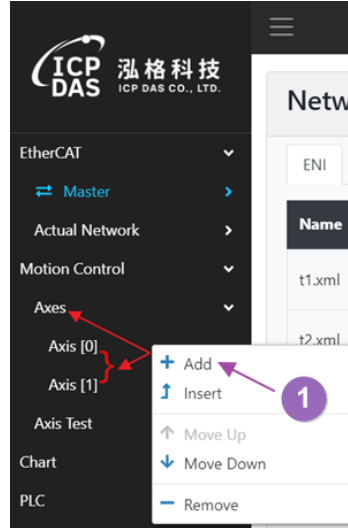 ICP
DAS
泓格科技
ICP DAS CO., LTD.
Netw
EtherCAT
ENI
Master
Name
Actual Network
Motion Control
t1.xml
Axes
t2.xml
Axis [0]
Add
1
Axis [1]
Insert
Axis Test
Move Up
Chart
Move Down
PLC
Remove